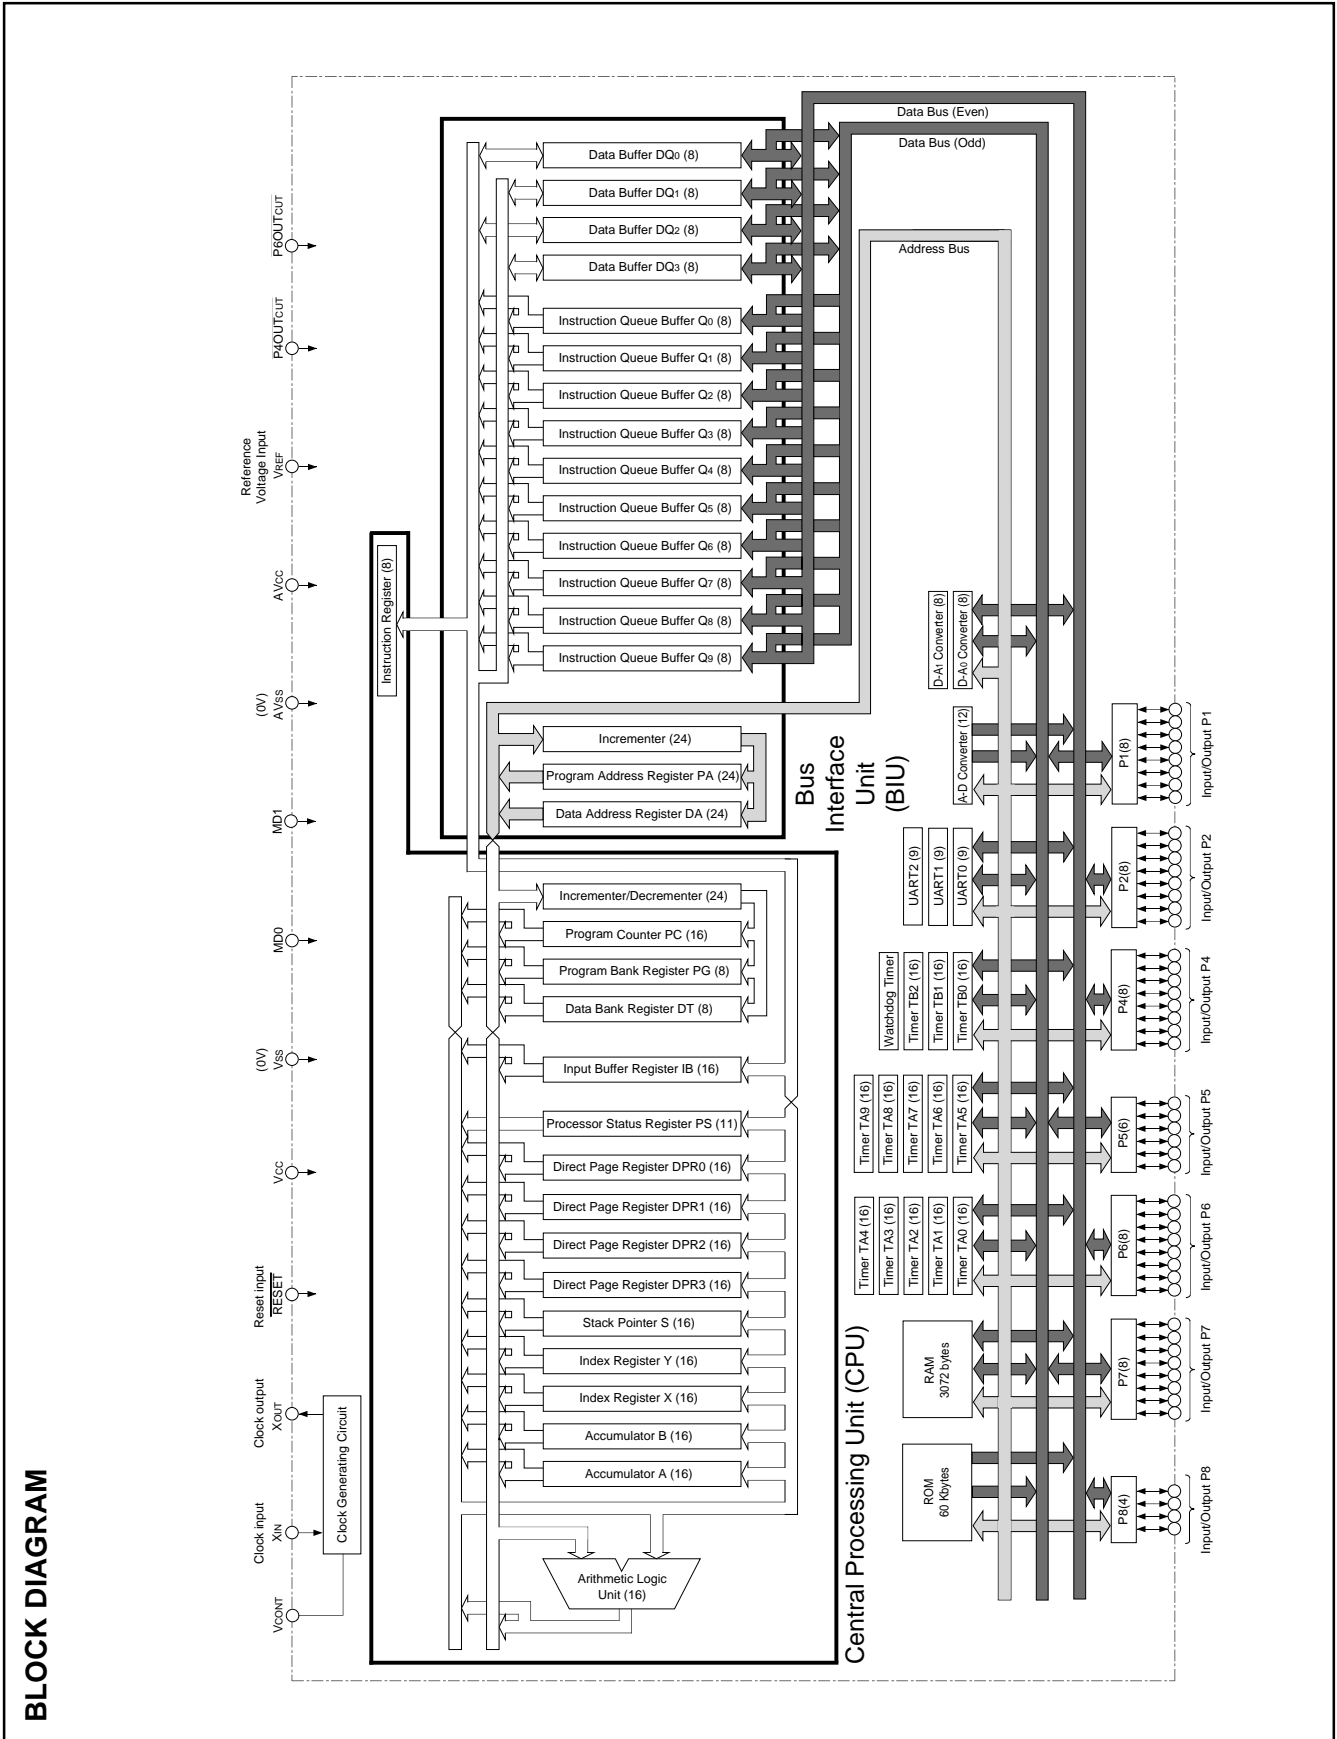 BLOCK DIAGRAM
P6OUTCUT
P4OUTCUT
Reference
Voltage Input
VREF
AVCC
(0V)
AVSS
MD1
MD0
(0V)
VSS
VCC
Reset input
RESET
Clock output
XOUT
Clock input
XIN
VCONT
Clock Generating Circuit
Instruction Register (8)
Data Bus (Even)
Data Bus (Odd)
Address Bus
Data Buffer DQ0 (8)
Data Buffer DQ1 (8)
Data Buffer DQ2 (8)
Data Buffer DQ3 (8)
Instruction Queue Buffer Q0 (8)
Instruction Queue Buffer Q1 (8)
Instruction Queue Buffer Q2 (8)
Instruction Queue Buffer Q3 (8)
Instruction Queue Buffer Q4 (8)
Instruction Queue Buffer Q5 (8)
Instruction Queue Buffer Q6 (8)
Instruction Queue Buffer Q7 (8)
Instruction Queue Buffer Q8 (8)
Instruction Queue Buffer Q9 (8)
Incrementer (24)
Program Address Register PA (24)
Data Address Register DA (24)
Bus
Interface
Unit
(BIU)
Incrementer/Decrementer (24)
Program Counter PC (16)
Program Bank Register PG (8)
Data Bank Register DT (8)
Input Buffer Register IB (16)
Processor Status Register PS (11)
Direct Page Register DPR0 (16)
Direct Page Register DPR1 (16)
Direct Page Register DPR2 (16)
Direct Page Register DPR3 (16)
Stack Pointer S (16)
Index Register Y (16)
Index Register X (16)
Accumulator B (16)
Accumulator A (16)
Arithmetic Logic
Unit (16)
Central Processing Unit (CPU)
D-A1 Converter (8)
D-A0 Converter (8)
A-D Converter (12)
UART2 (9)
UART1 (9)
UART0 (9)
Watchdog Timer
Timer TB2 (16)
Timer TB1 (16)
Timer TB0 (16)
Timer TA9 (16)
Timer TA8 (16)
Timer TA7 (16)
Timer TA6 (16)
Timer TA5 (16)
Timer TA4 (16)
Timer TA3 (16)
Timer TA2 (16)
Timer TA1 (16)
Timer TA0 (16)
RAM
3072 bytes
ROM
60 Kbytes
P1(8)
Input/Output P1
P2(8)
Input/Output P2
P4(8)
Input/Output P4
P5(6)
Input/Output P5
P6(8)
Input/Output P6
P7(8)
Input/Output P7
P8(4)
Input/Output P8